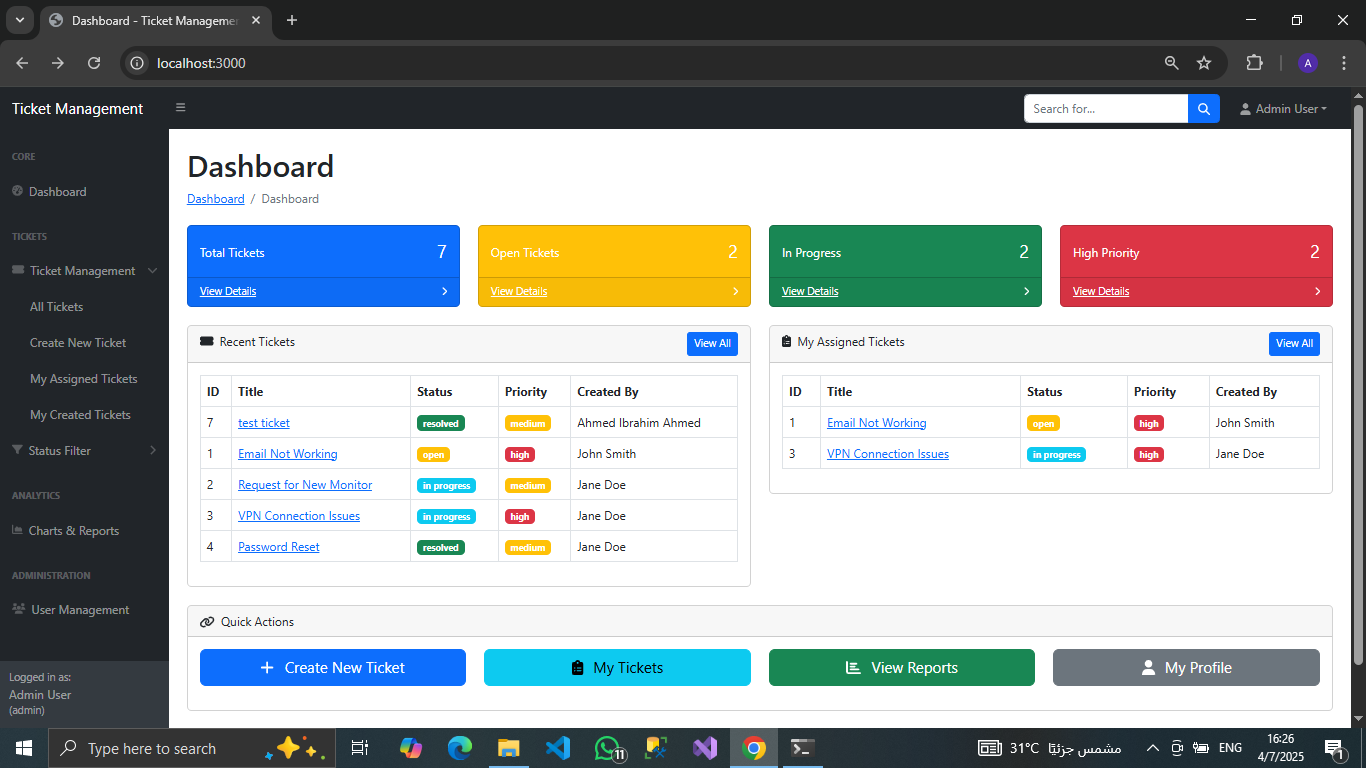 Dashboard - Ticket Manageme
localhost:3000
A
Ticket Management
Search for...
Admin User
CORE
Dashboard
TICKETS
Ticket Management
All Tickets
Create New Ticket
My Assigned Tickets
My Created Tickets
Status Filter
ANALYTICS
Charts & Reports
ADMINISTRATION
User Management
Logged in as:
Admin User
(admin)
Dashboard
Dashboard / Dashboard
Total Tickets 7
View Details
Open Tickets 2
View Details
In Progress 2
View Details
High Priority 2
View Details
Recent Tickets View All
ID Title Status Priority Created By
7 test ticket resolved medium Ahmed Ibrahim Ahmed
1 Email Not Working open high John Smith
2 Request for New Monitor in progress medium Jane Doe
3 VPN Connection Issues in progress high Jane Doe
4 Password Reset resolved medium Jane Doe
My Assigned Tickets View All
ID Title Status Priority Created By
1 Email Not Working open high John Smith
3 VPN Connection Issues in progress high Jane Doe
Quick Actions
Create New Ticket
My Tickets
View Reports
My Profile
Type here to search
11
31°C مشمس جزئيًا
ENG
16:26
4/7/2025
1